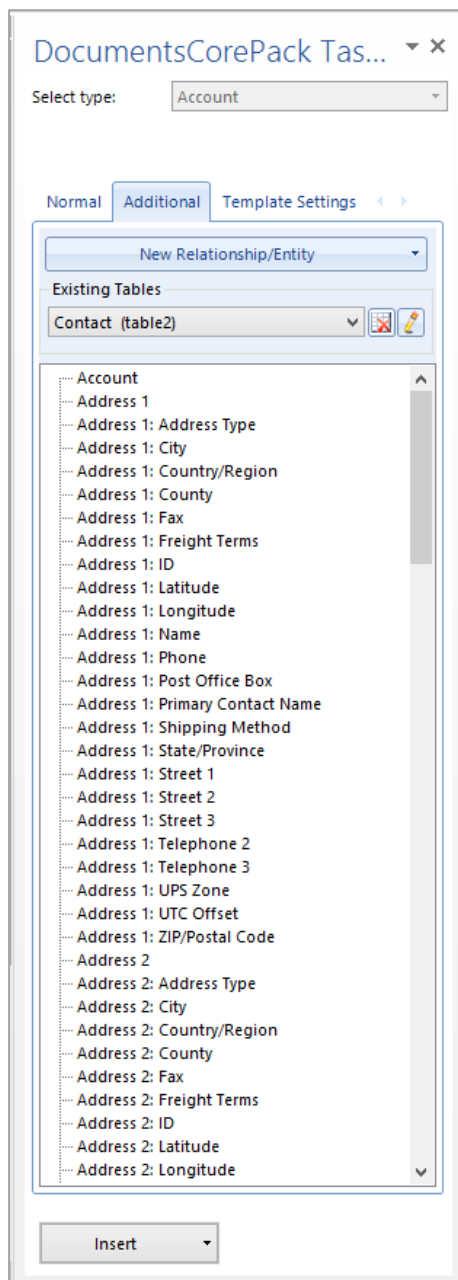 DocumentsCorePack Tas...
Select type: Account
Normal Additional Template Settings
New Relationship/Entity
Existing Tables
Contact (table2)
Account
Address 1
Address 1: Address Type
Address 1: City
Address 1: Country/Region
Address 1: County
Address 1: Fax
Address 1: Freight Terms
Address 1: ID
Address 1: Latitude
Address 1: Longitude
Address 1: Name
Address 1: Phone
Address 1: Post Office Box
Address 1: Primary Contact Name
Address 1: Shipping Method
Address 1: State/Province
Address 1: Street 1
Address 1: Street 2
Address 1: Street 3
Address 1: Telephone 2
Address 1: Telephone 3
Address 1: UPS Zone
Address 1: UTC Offset
Address 1: ZIP/Postal Code
Address 2
Address 2: Address Type
Address 2: City
Address 2: Country/Region
Address 2: County
Address 2: Fax
Address 2: Freight Terms
Address 2: ID
Address 2: Latitude
Address 2: Longitude
Insert